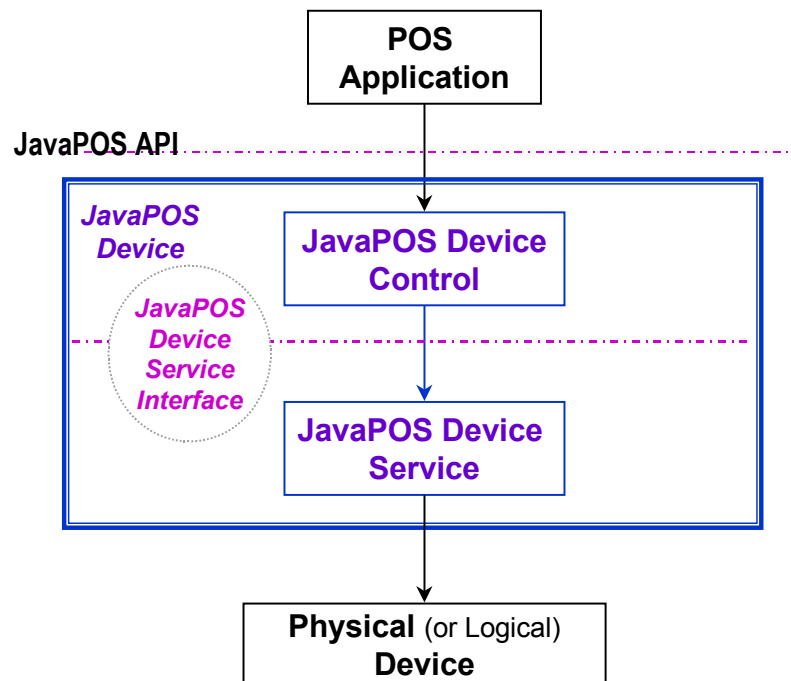 POS
Application
JavaPOS API
JavaPOS
Device
JavaPOS Device
Control
JavaPOS
Device
Service
Interface
JavaPOS Device
Service
Physical (or Logical)
Device